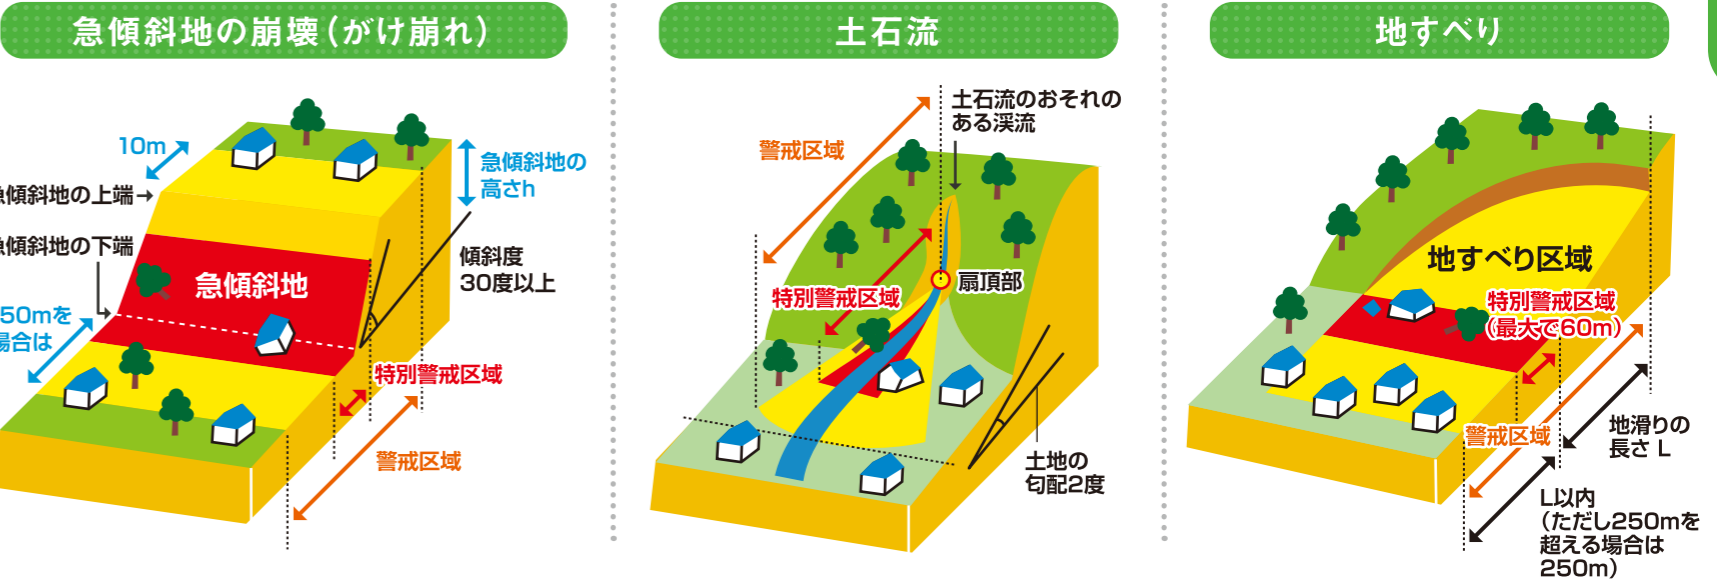 急傾斜地の崩壊(がけ崩れ)
10m
急傾斜地の上端
急傾斜地の下端
急傾斜地の
高さh
傾斜度
30度以上
急傾斜地
50mを
場合は
特別警戒区域
警戒区域
土石流
土石流のおそれの
ある渓流
警戒区域
特別警戒区域
扇頂部
土地の
勾配2度
地すべり
地すべり区域
特別警戒区域
(最大で60m)
警戒区域
地滑りの
長さ L
L以内
(ただし250mを
超える場合は
250m)